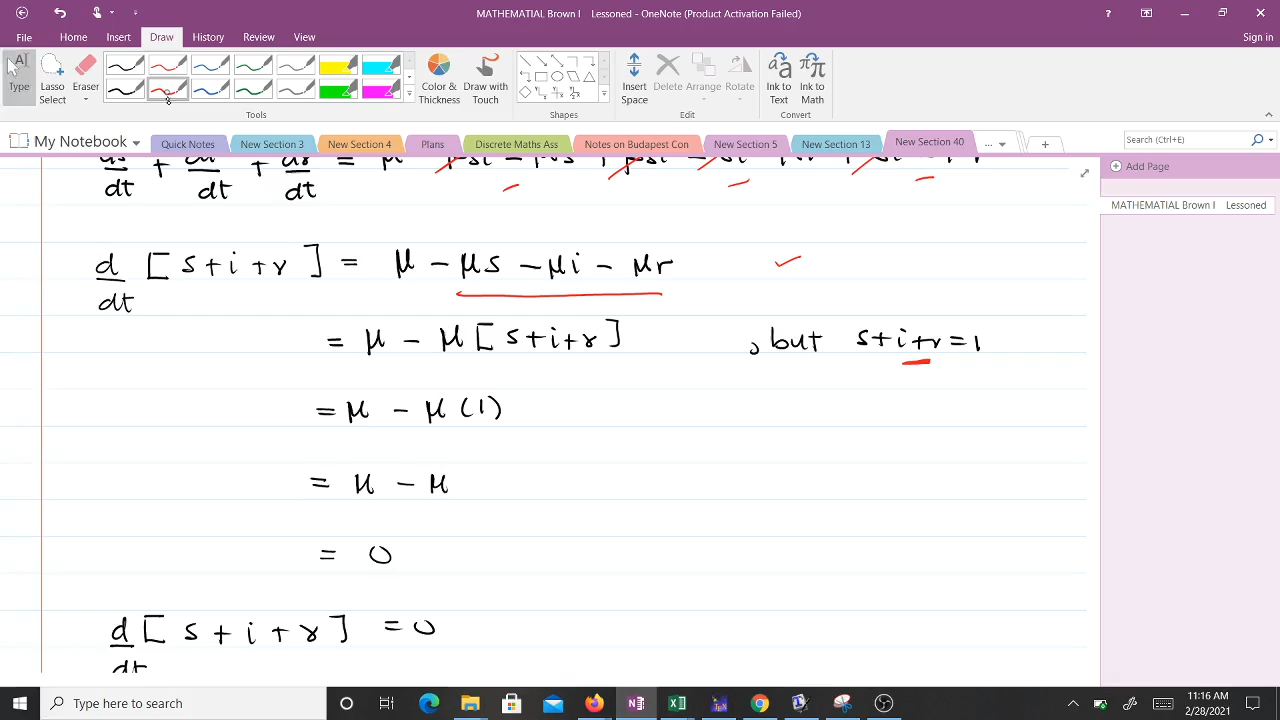 MATHEMATIAL Brown I    Lessoned - OneNote (Product Activation Failed)
File Home Insert Draw History Review View Sign in
Type Lasso Select Eraser Color & Thickness Draw with Touch Insert Space Delete Arrange Rotate Ink to Text Ink to Math
Tools Shapes Edit Convert
My Notebook Quick Notes New Section 3 New Section 4 Plans Discrete Maths Ass Notes on Budapest Con New Section 5 New Section 13 New Section 40 ... Search (Ctrl+E)
Add Page
MATHEMATIAL Brown I    Lessoned
dt + dt + dt = μ
d/dt [s+i+r] = μ - μs - μi - μr
= μ - μ[s+i+r] , but s+i+r=1
= μ - μ(1)
= μ - μ
= 0
d/dt [s+i+r] = 0
Type here to search
11:16 AM
2/28/2021